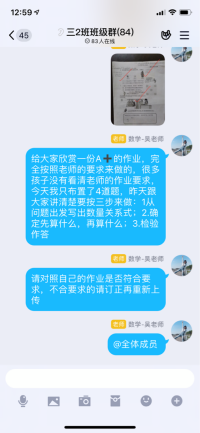 12:59
45
三2班班级群(84)
83人在线
老师 数学-吴老师
给大家欣赏一份A➕的作业，完
全按照老师的要求来做的，很多
孩子没有看清老师的作业要求，
今天我只布置了4道题，昨天跟
大家讲清楚要按三步来做：1从
问题出发写出数量关系式；2.确
定先算什么，再算什么；3.检验
作答
老师 数学-吴老师
请对照自己的作业是否符合要
求，不合要求的请订正再重新上
传
老师 数学-吴老师
@全体成员